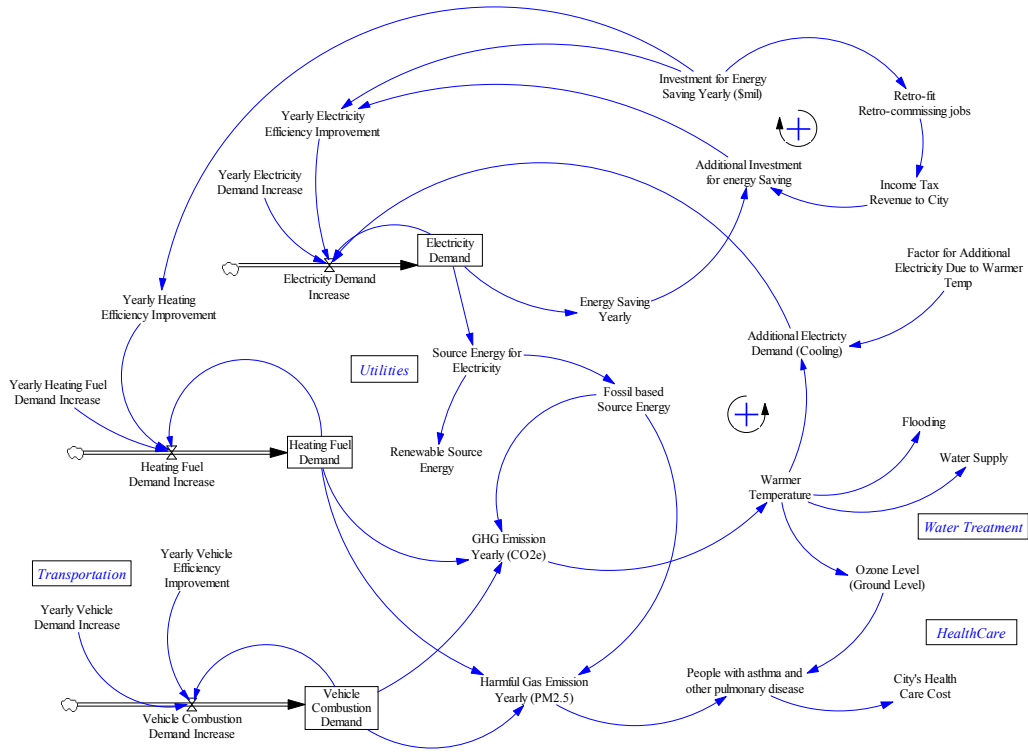 Investment for Energy
Saving Yearly ($mil)
Retro-fit
Retro-commissing jobs
Yearly Electricity
Efficiency Improvement
Additional Investment
for energy Saving
Income Tax
Revenue to City
Yearly Electricity
Demand Increase
Electricity
Demand
Electricity Demand
Increase
Factor for Additional
Electricity Due to Warmer
Temp
Yearly Heating
Efficiency Improvement
Energy Saving
Yearly
Additional Electricty
Demand (Cooling)
Source Energy for
Electricity
Utilities
Fossil based
Source Energy
Yearly Heating Fuel
Demand Increase
Heating Fuel
Demand
Heating Fuel
Demand Increase
Renewable Source
Energy
Flooding
Water Supply
Warmer
Temperature
Water Treatment
GHG Emission
Yearly (CO2e)
Yearly Vehicle
Efficiency
Improvement
Transportation
Ozone Level
(Ground Level)
Yearly Vehicle
Demand Increase
HealthCare
Vehicle
Combustion
Demand
Vehicle Combustion
Demand Increase
Harmful Gas Emission
Yearly (PM2.5)
People with asthma and
other pulmonary disease
City's Health
Care Cost